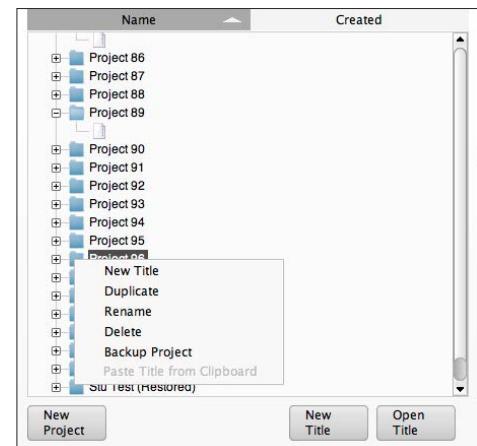 Name Created
Project 86
Project 87
Project 88
Project 89
Project 90
Project 91
Project 92
Project 93
Project 94
Project 95
Project 96
New Title
Duplicate
Rename
Delete
Backup Project
Paste Title from Clipboard
Stu Test (Restored)
New
Project
New
Title
Open
Title